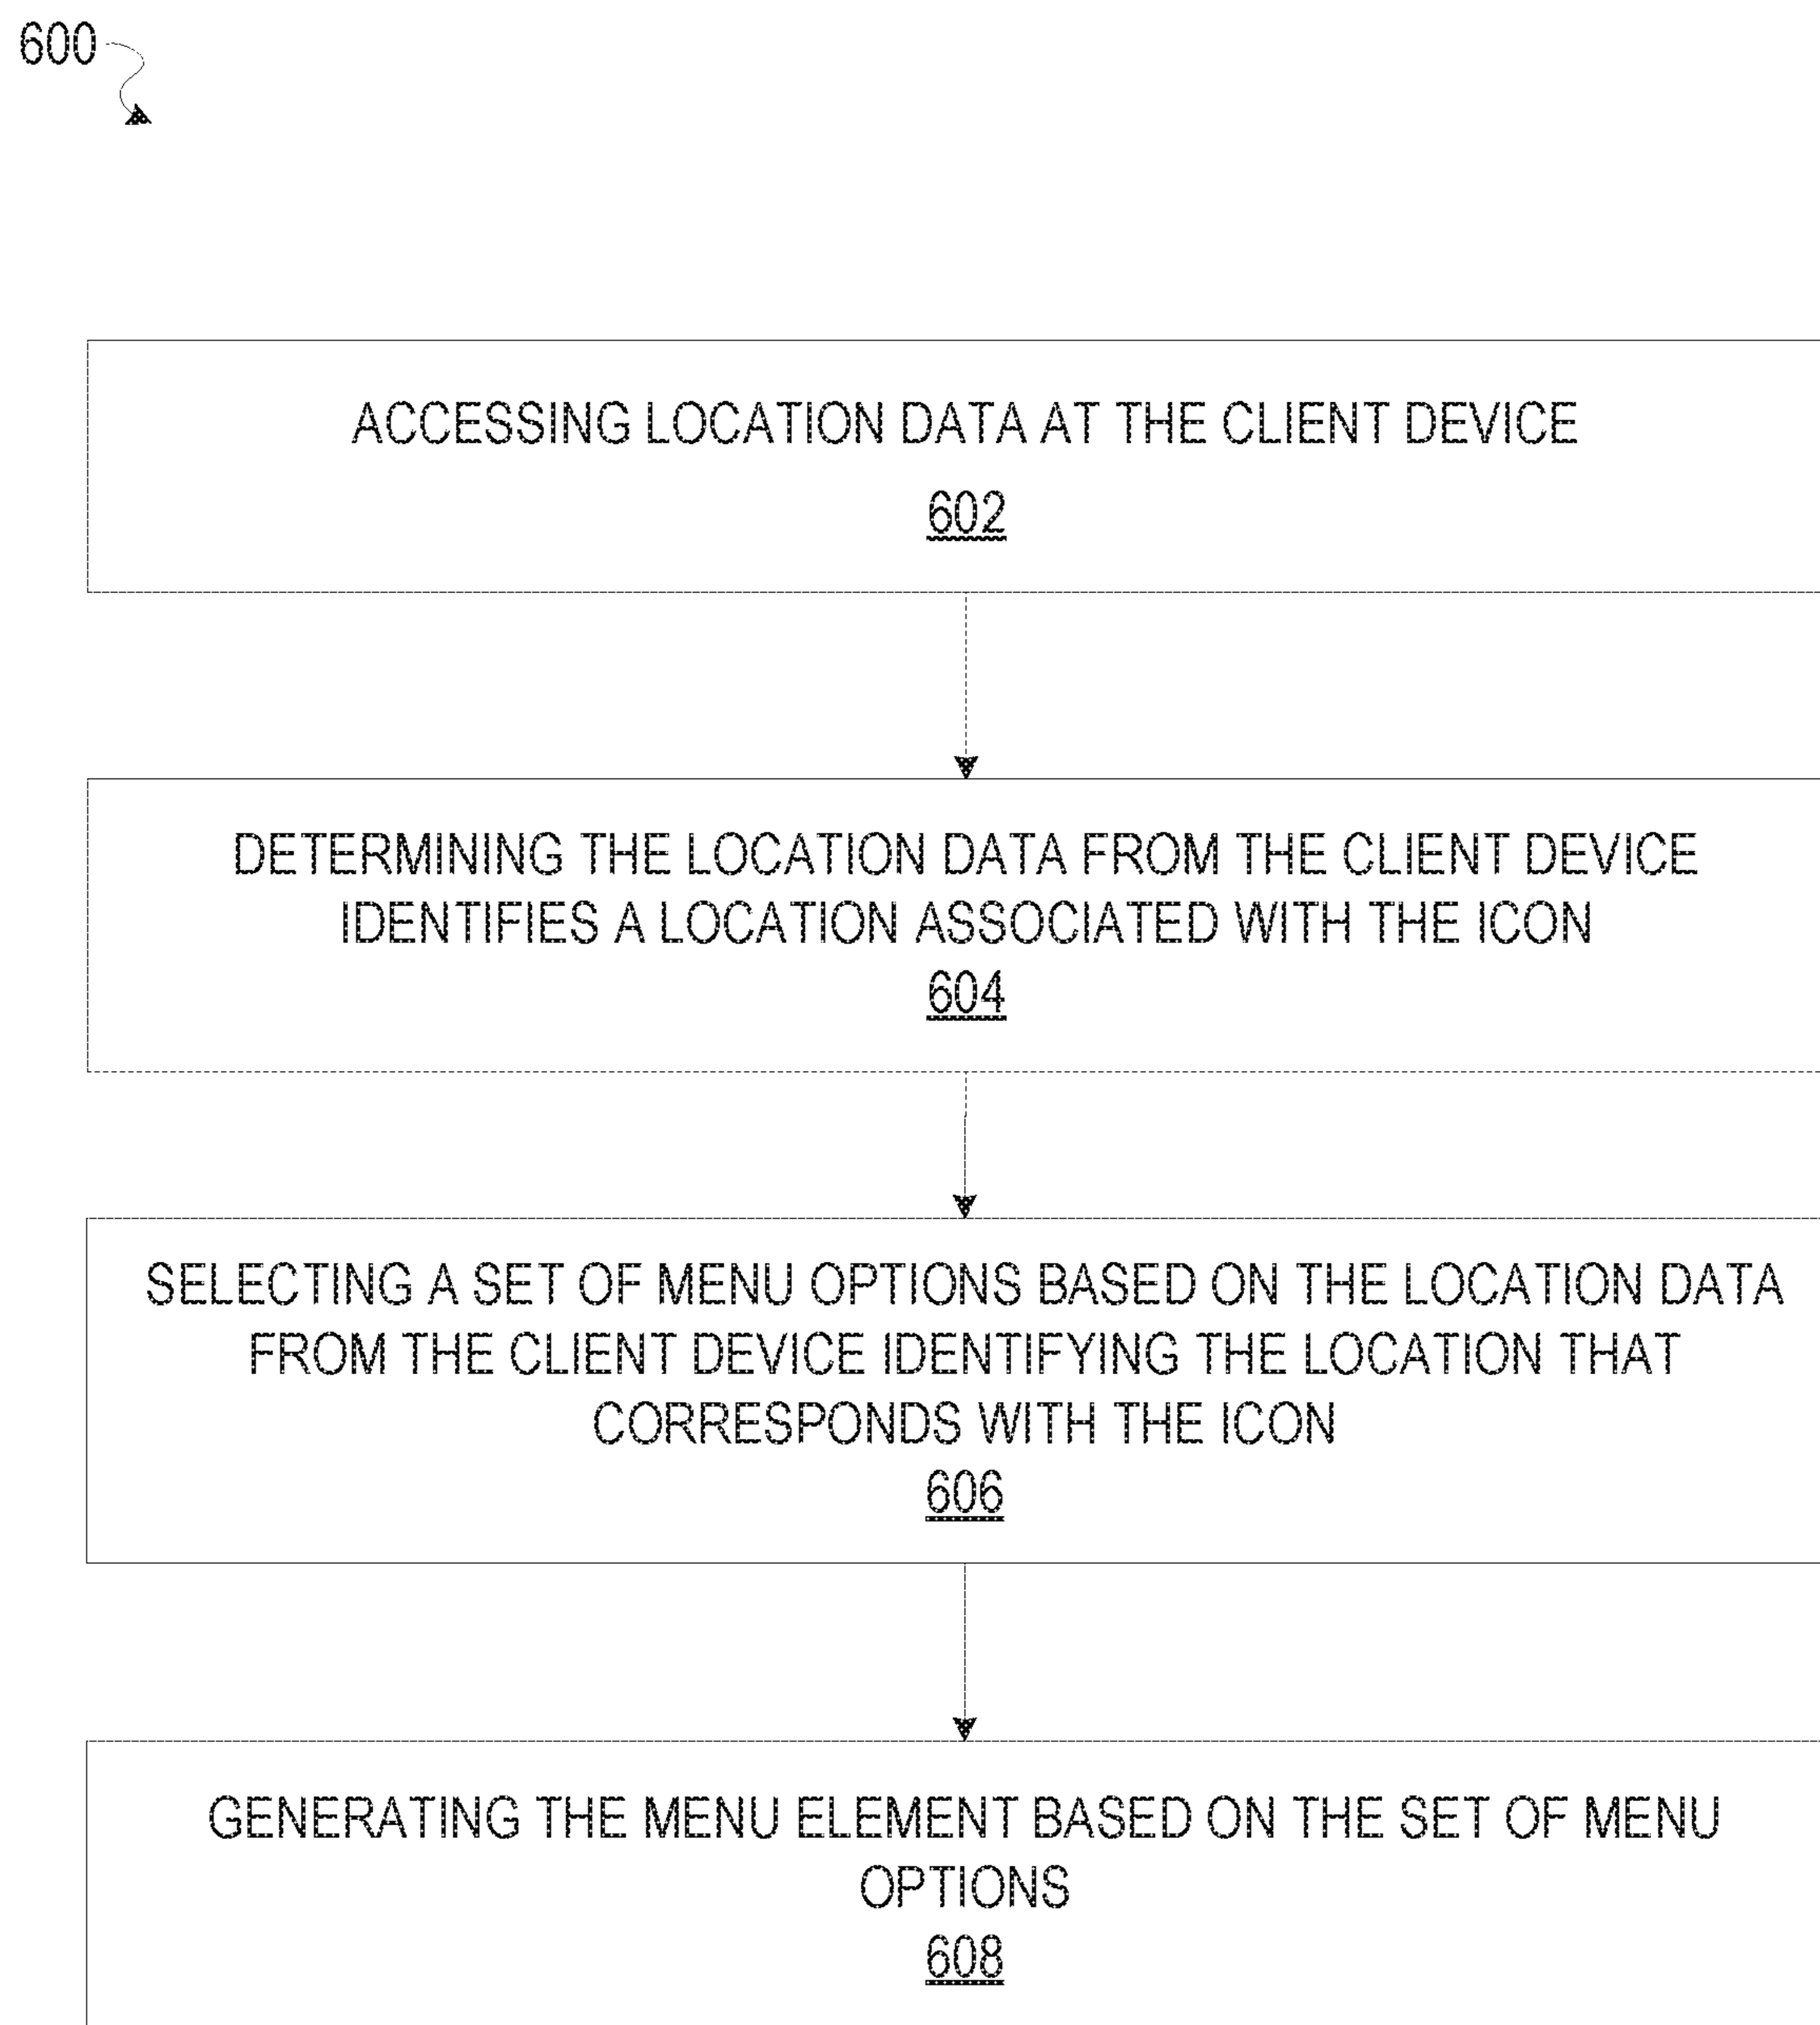 600
ACCESSING LOCATION DATA AT THE CLIENT DEVICE
602
DETERMINING THE LOCATION DATA FROM THE CLIENT DEVICE
IDENTIFIES A LOCATION ASSOCIATED WITH THE ICON
604
SELECTING A SET OF MENU OPTIONS BASED ON THE LOCATION DATA
FROM THE CLIENT DEVICE IDENTIFYING THE LOCATION THAT
CORRESPONDS WITH THE ICON
606
GENERATING THE MENU ELEMENT BASED ON THE SET OF MENU
OPTIONS
608